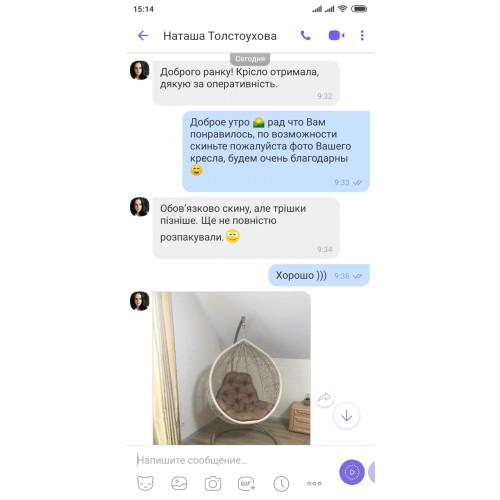 15:14
Наташа Толстоухова
Сегодня
Доброго ранку! Крісло отримала,
дякую за оперативність.
9:32
Доброе утро рад что Вам
понравилось, по возможности
скиньте пожалуйста фото Вашего
кресла, будем очень благодарны
9:33
Обов'язково скину, але трішки
пізніше. Ще не повністю
розпакували.
9:34
Хорошо )))
9:36
Напишите сообщение...
GIF